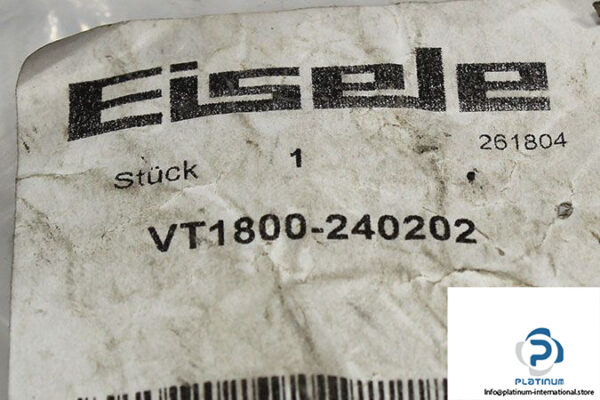 Eisele
Stück 1 261804
VT1800-240202
PLATINUM
Info@platinum-international.store